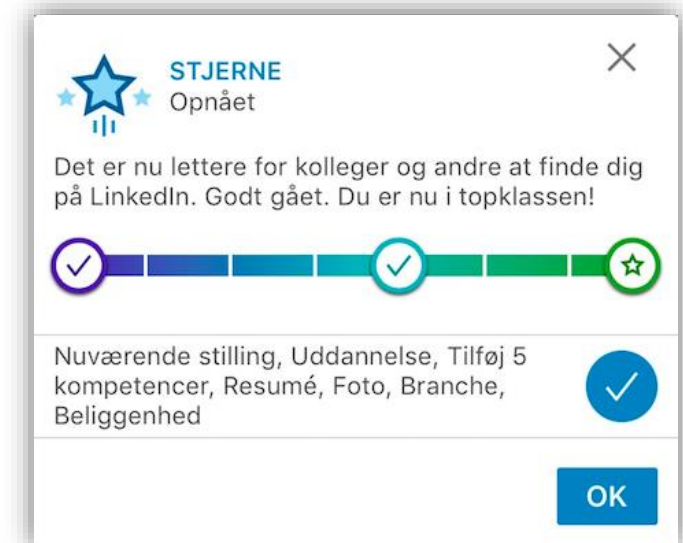 STJERNE
Opnået
Det er nu lettere for kolleger og andre at finde dig
på LinkedIn. Godt gået. Du er nu i topklassen!
Nuværende stilling, Uddannelse, Tilføj 5
kompetencer, Resumé, Foto, Branche,
Beliggenhed
OK